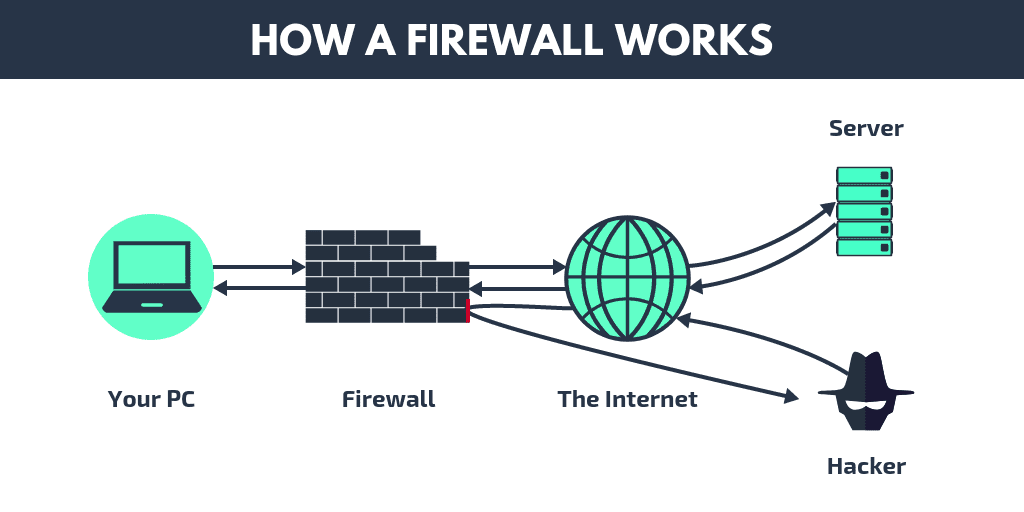 HOW A FIREWALL WORKS
Server
Your PC
Firewall
The Internet
Hacker